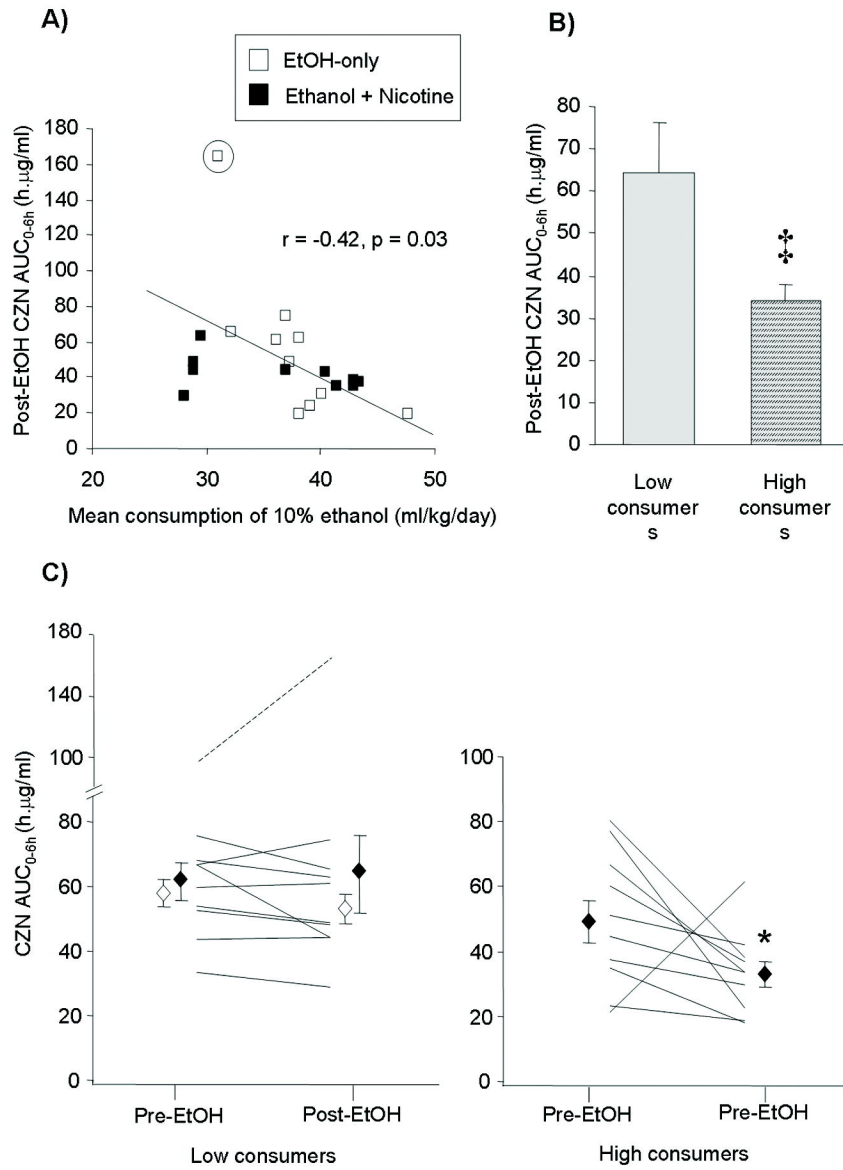 A)
EtOH-only
Ethanol + Nicotine
Post-EtOH CZN AUC0-6h (h.µg/ml)
180
160
140
120
100
80
60
40
20
0
r = -0.42, p = 0.03
20
30
40
50
Mean consumption of 10% ethanol (ml/kg/day)
B)
Post-EtOH CZN AUC0-6h (h.µg/ml)
80
70
60
50
40
30
20
10
0
‡
Low
consumer
s
High
consumer
s
C)
CZN AUC0-6h (h.µg/ml)
180
140
100
80
60
40
20
0
Pre-EtOH
Post-EtOH
Low consumers
100
80
60
40
20
0
*
Pre-EtOH
Pre-EtOH
High consumers